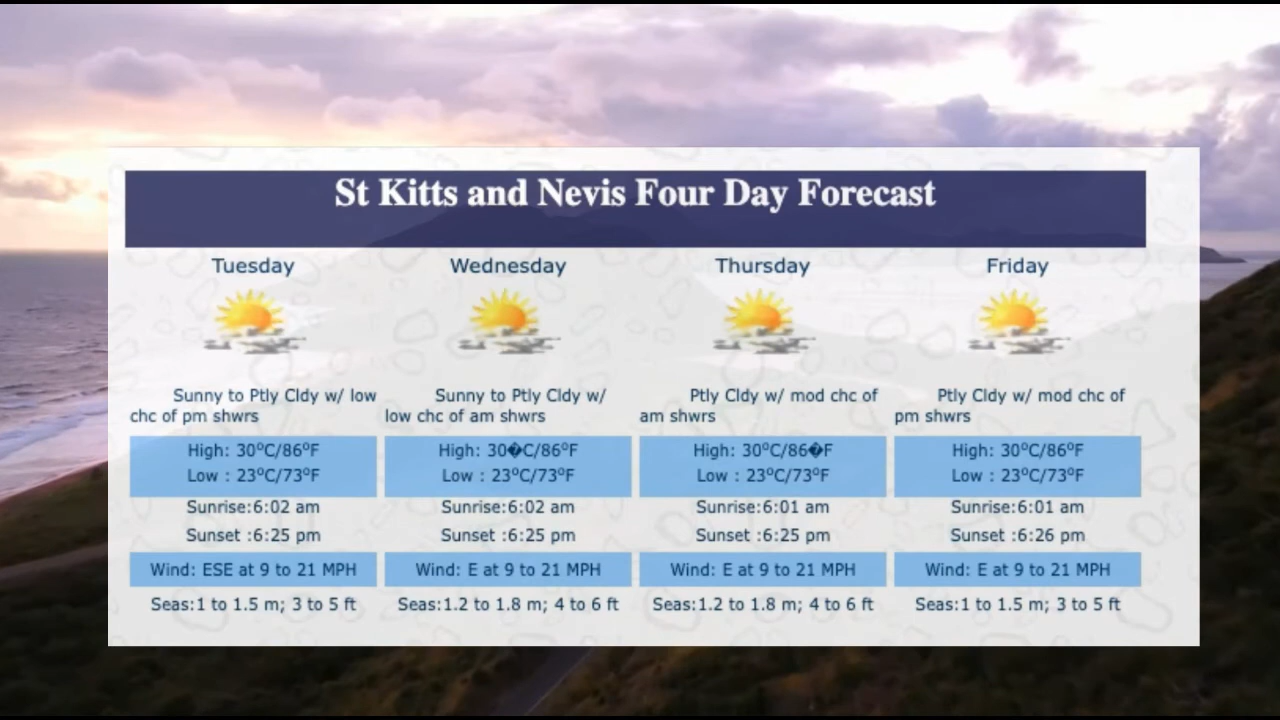 St Kitts and Nevis Four Day Forecast
Tuesday
Wednesday
Thursday
Friday
Sunny to Ptly Cldy w/ low
chc of pm shwrs
Sunny to Ptly Cldy w/
low chc of am shwrs
Ptly Cldy w/ mod chc of
am shwrs
Ptly Cldy w/ mod chc of
pm shwrs
High: 30ºC/86ºF
Low : 23ºC/73ºF
High: 30�C/86ºF
Low : 23ºC/73ºF
High: 30ºC/86�F
Low : 23ºC/73ºF
High: 30ºC/86ºF
Low : 23ºC/73ºF
Sunrise:6:02 am
Sunset :6:25 pm
Sunrise:6:02 am
Sunset :6:25 pm
Sunrise:6:01 am
Sunset :6:25 pm
Sunrise:6:01 am
Sunset :6:26 pm
Wind: ESE at 9 to 21 MPH
Wind: E at 9 to 21 MPH
Wind: E at 9 to 21 MPH
Wind: E at 9 to 21 MPH
Seas:1 to 1.5 m; 3 to 5 ft
Seas:1.2 to 1.8 m; 4 to 6 ft
Seas:1.2 to 1.8 m; 4 to 6 ft
Seas:1 to 1.5 m; 3 to 5 ft